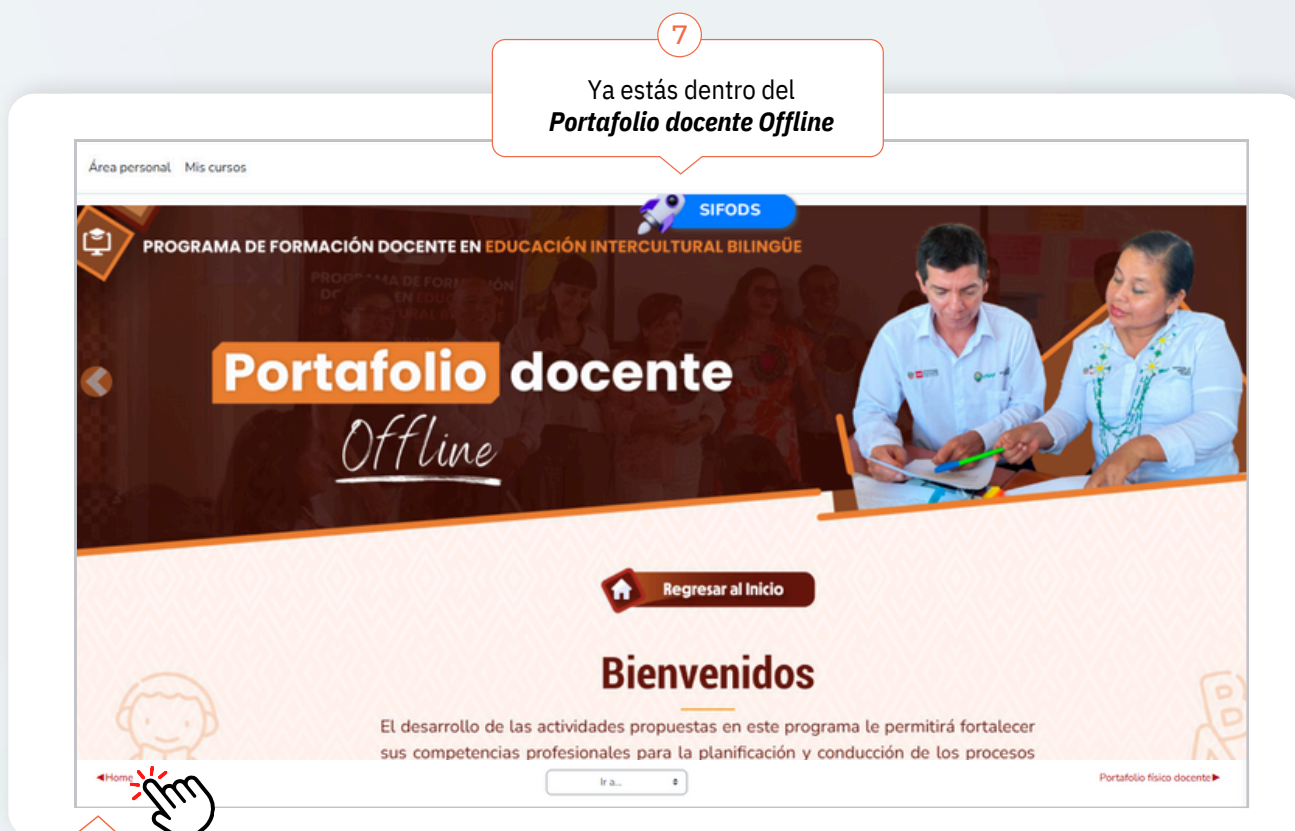 7
Ya estás dentro del
Portafolio docente Offline
Área personal Mis cursos
SIFODS
PROGRAMA DE FORMACIÓN DOCENTE EN EDUCACIÓN INTERCULTURAL BILINGÜE
Portafolio docente
Offline
Regresar al Inicio
Bienvenidos
El desarrollo de las actividades propuestas en este programa le permitirá fortalecer
sus competencias profesionales para la planificación y conducción de los procesos
◄Home
Ir a...
Portafolio físico docente►